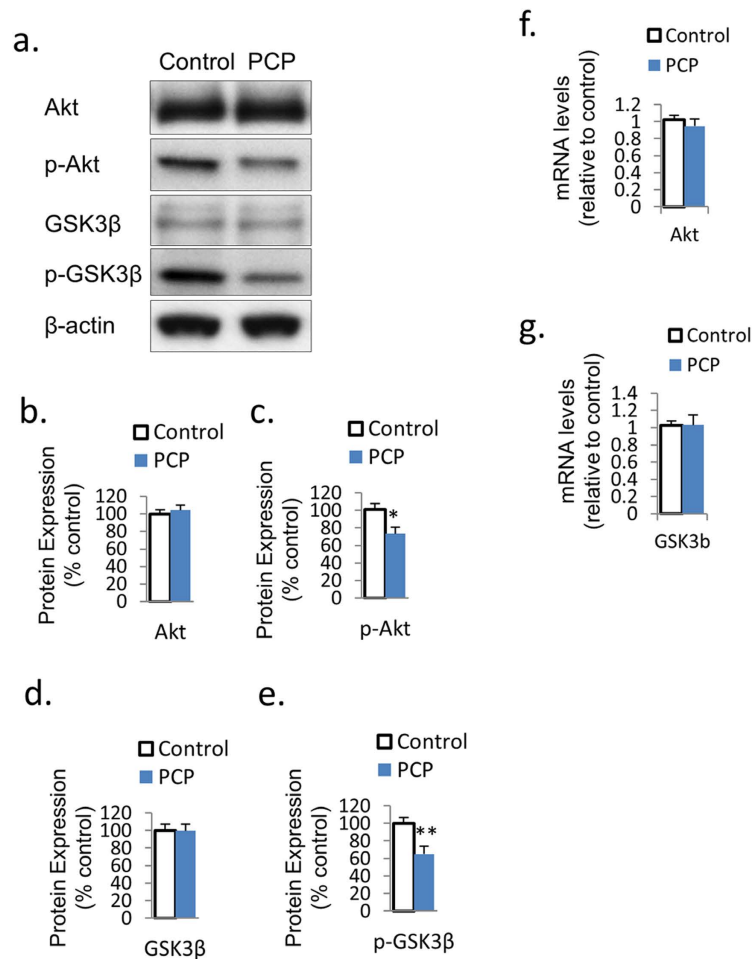 a.
Control PCP
Akt
p-Akt
GSK3β
p-GSK3β
β-actin
b.
Control
PCP
Protein Expression
(% control)
120
100
80
60
40
20
0
Akt
c.
Control
PCP
Protein Expression
(% control)
120
100
80
60
40
20
0
*
p-Akt
d.
Control
PCP
Protein Expression
(% control)
120
100
80
60
40
20
0
GSK3β
e.
Control
PCP
Protein Expression
(% control)
120
100
80
60
40
20
0
**
p-GSK3β
f.
Control
PCP
mRNA levels
(relative to control)
1.2
1
0.8
0.6
0.4
0.2
0
Akt
g.
Control
PCP
mRNA levels
(relative to control)
1.4
1.2
1
0.8
0.6
0.4
0.2
0
GSK3b